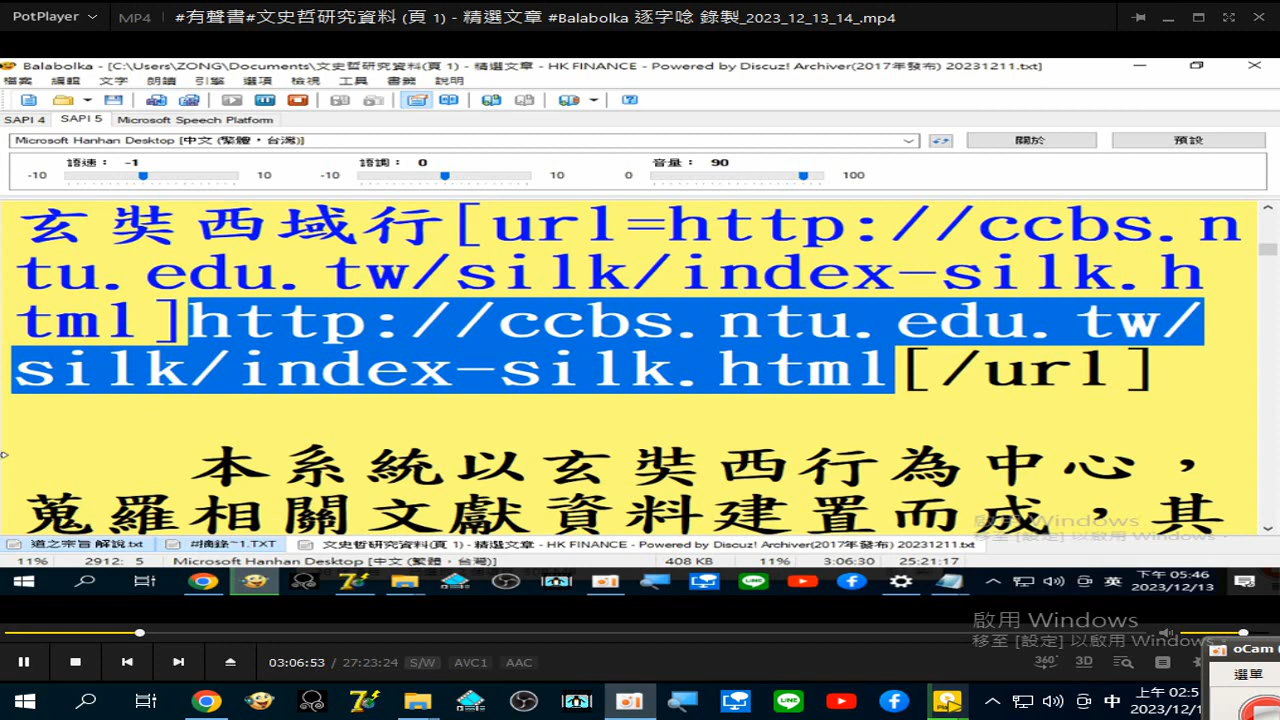 PotPlayer MP4 #有聲書#文史哲研究資料 (頁 1) - 精選文章 #Balabolka 逐字唸 錄製_2023_12_13_14_.mp4
Balabolka - [C:\Users\ZONG\Documents\文史哲研究資料(頁 1) - 精選文章 - HK FINANCE - Powered by Discuz! Archiver(2017年發布) 20231211.txt]
檔案 編輯 文字 朗讀 引擎 選項 檢視 工具 書籤 說明
SAPI 4 SAPI 5 Microsoft Speech Platform
Microsoft Hanhan Desktop [中文 (繁體，台灣)] 關於 預設
語速： -1 語調： 0 音量： 90
-10 10 -10 10 0 100
玄奘西域行[url=http://ccbs.n
tu.edu.tw/silk/index-silk.h
tml]http://ccbs.ntu.edu.tw/
silk/index-silk.html[/url]
本系統以玄奘西行為中心，
蒐羅相關文獻資料建置而成，其
啟用 Windows
移至 [設定] 以啟用 Windows。
道之宗旨 解說.txt #摘錄~1.TXT 文史哲研究資料(頁 1) - 精選文章 - HK FINANCE - Powered by Discuz! Archiver(2017年發布) 20231211.txt
11% 2912: 5 Microsoft Hanhan Desktop [中文 (繁體，台灣)] 408 KB 11% 3:06:30 25:21:17
英 下午 05:46
2023/12/13
啟用 Windows
移至 [設定] 以啟用 Windows。
03:06:53 / 27:23:24 S/W AVC1 AAC 360° 3D
oCam
選單
中 上午 02:5
2023/12/1